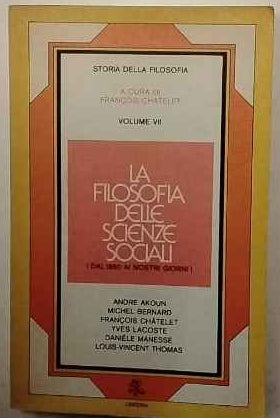 STORIA DELLA FILOSOFIA
A CURA DI
FRANÇOIS CHÂTELET
VOLUME VII
LA
FILOSOFIA
DELLE
SCIENZE
SOCIALI
( DAL 1860 AI NOSTRI GIORNI )
ANDRE AKOUN
MICHEL BERNARD
FRANÇOIS CHÂTELET
YVES LACOSTE
DANIÈLE MANESSE
LOUIS-VINCENT THOMAS